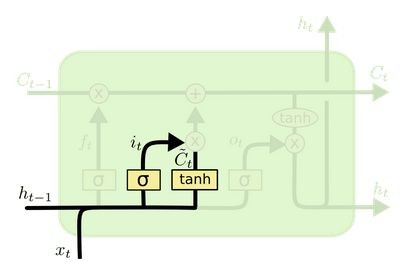 h_t
C_{t-1} × + C_t
tanh
f_t i_t × o_t ×
C̃_t
σ σ tanh σ
h_{t-1} h_t
x_t